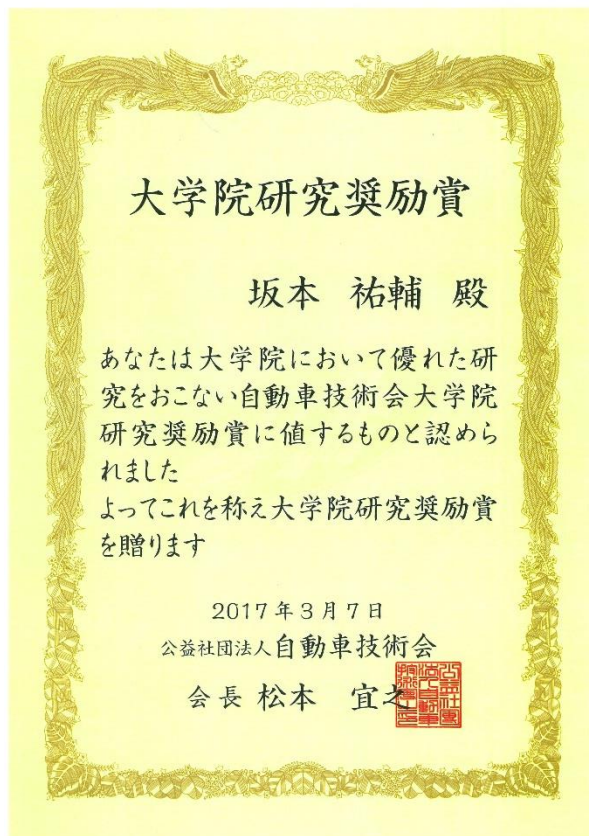 大学院研究奨励賞
坂本 祐輔 殿
あなたは大学院において優れた研
究をおこない自動車技術会大学院
研究奨励賞に値するものと認めら
れました
よってこれを称え大学院研究奨励賞
を贈ります
2017年3月7日
公益社団法人自動車技術会
会長 松本 宜之